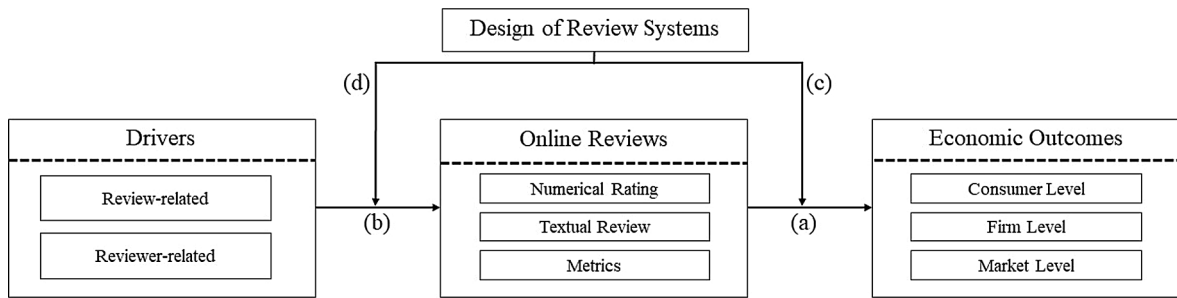 Design of Review Systems
(d)
(c)
Drivers
Online Reviews
Economic Outcomes
Review-related
Numerical Rating
Consumer Level
(b)
Textual Review
(a)
Firm Level
Reviewer-related
Metrics
Market Level